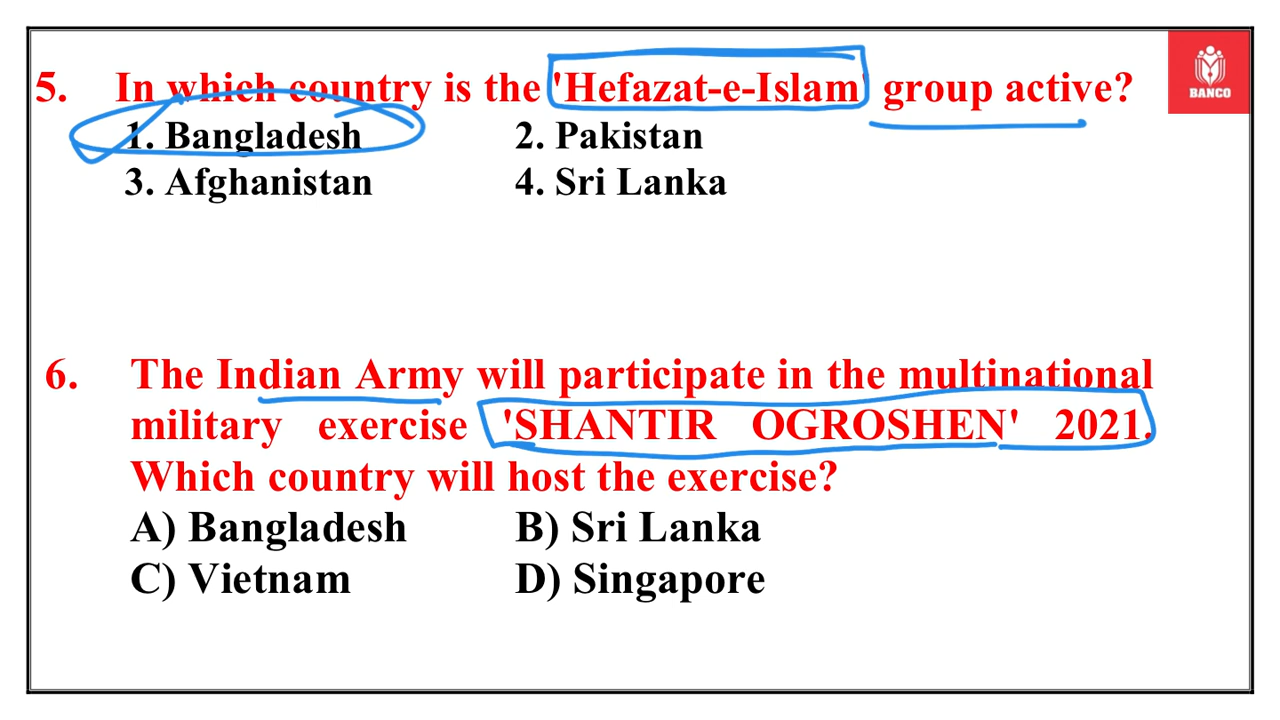 5. In which country is the 'Hefazat-e-Islam' group active?
1. Bangladesh 2. Pakistan
3. Afghanistan 4. Sri Lanka
BANCO
6. The Indian Army will participate in the multinational
military exercise 'SHANTIR OGROSHEN' 2021.
Which country will host the exercise?
A) Bangladesh B) Sri Lanka
C) Vietnam D) Singapore